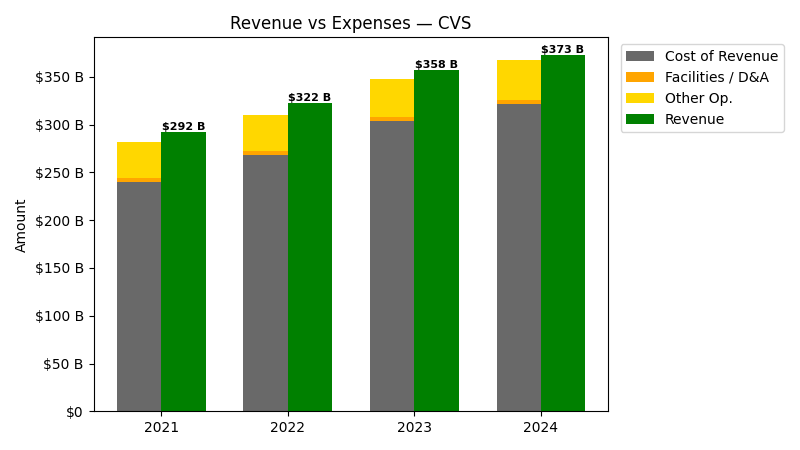 Revenue vs Expenses — CVS
Cost of Revenue
Facilities / D&A
Other Op.
Revenue
$292 B
$322 B
$358 B
$373 B
Amount
$350 B
$300 B
$250 B
$200 B
$150 B
$100 B
$50 B
$0
2021
2022
2023
2024